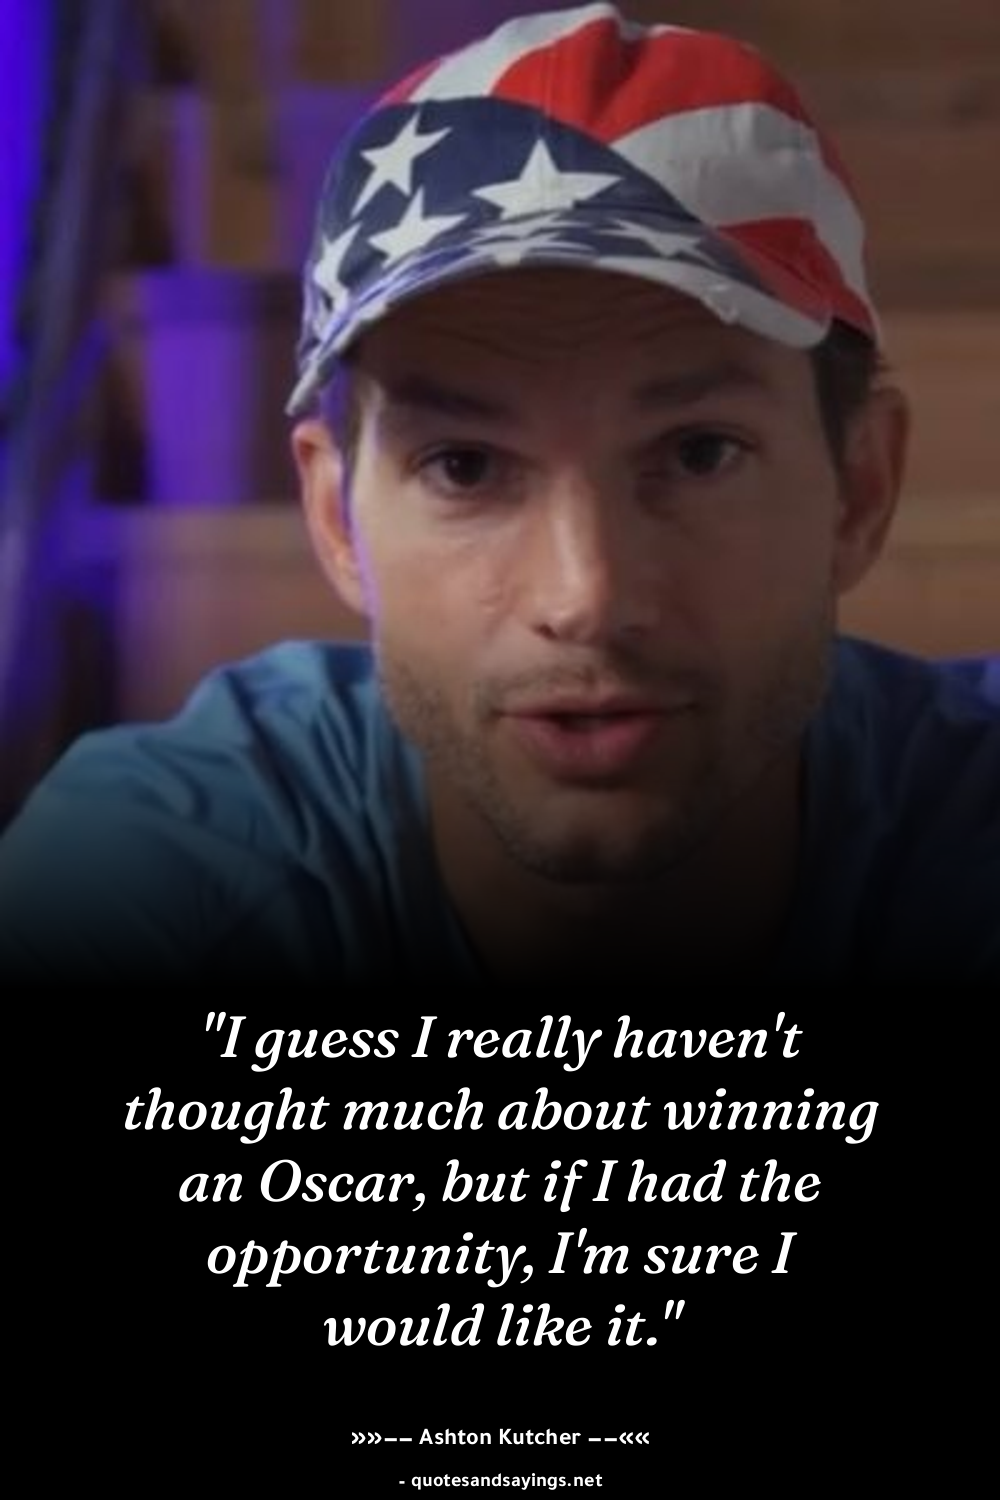 "I guess I really haven't
thought much about winning
an Oscar, but if I had the
opportunity, I'm sure I
would like it."
»»–– Ashton Kutcher ––««
- quotesandsayings.net